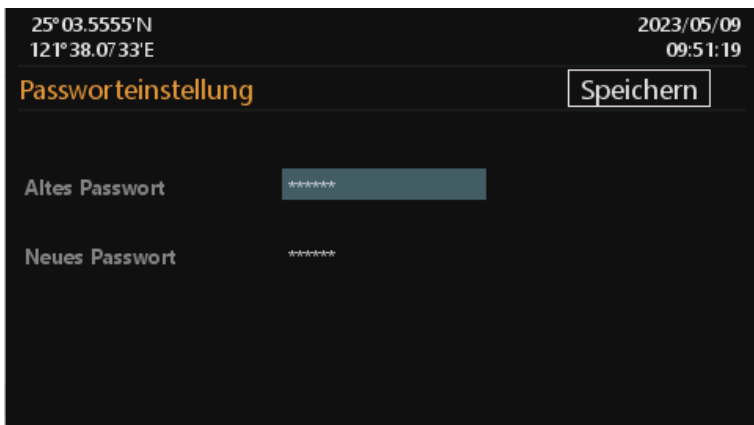 25°03.5555'N 2023/05/09
121°38.0733'E 09:51:19
Passworteinstellung Speichern
Altes Passwort ******
Neues Passwort ******